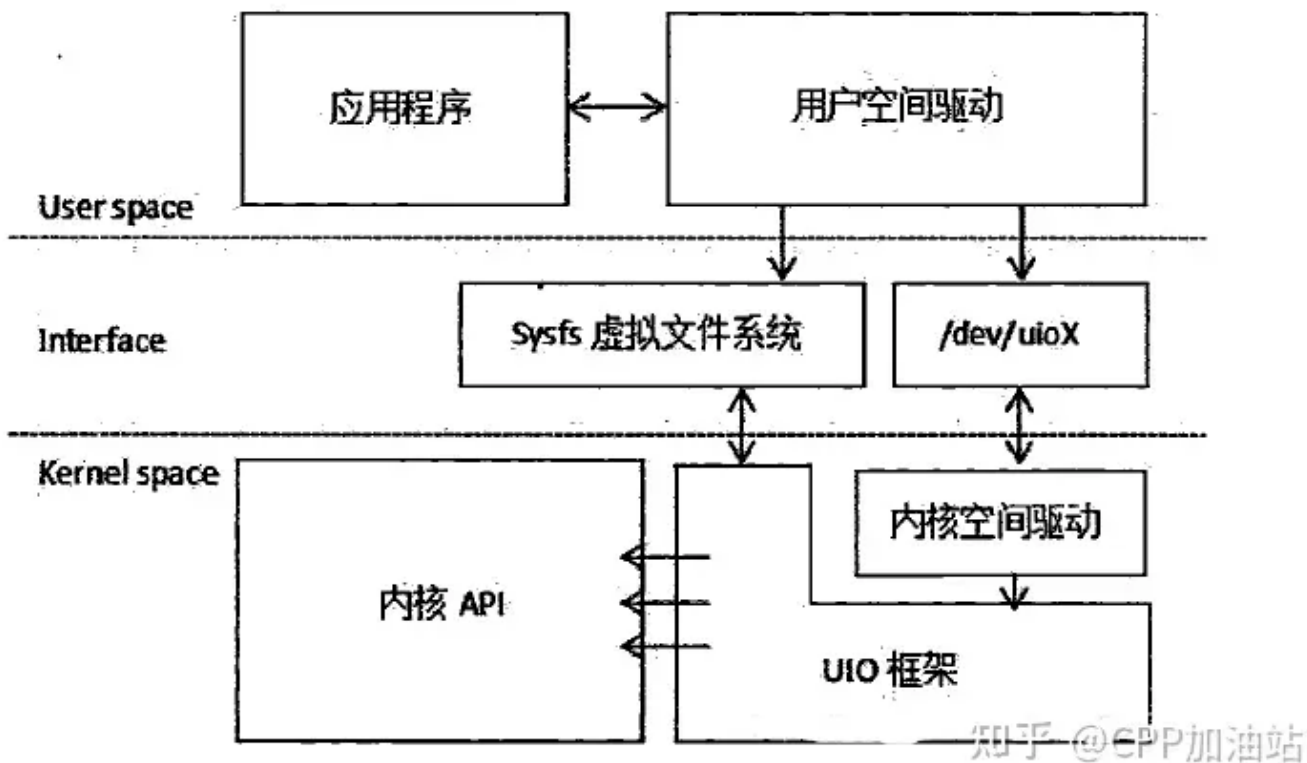 应用程序
用户空间驱动
User space
Interface
Sysfs 虚拟文件系统
/dev/uioX
Kernel space
内核空间驱动
内核 API
UIO 框架
知乎 @CPP加油站